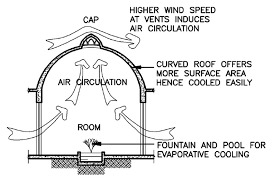 CAP
HIGHER WIND SPEED
AT VENTS INDUCES
AIR CIRCULATION
CURVED ROOF OFFERS
MORE SURFACE AREA
HENCE COOLED EASILY
AIR CIRCULATION
ROOM
FOUNTAIN AND POOL FOR
EVAPORATIVE COOLING